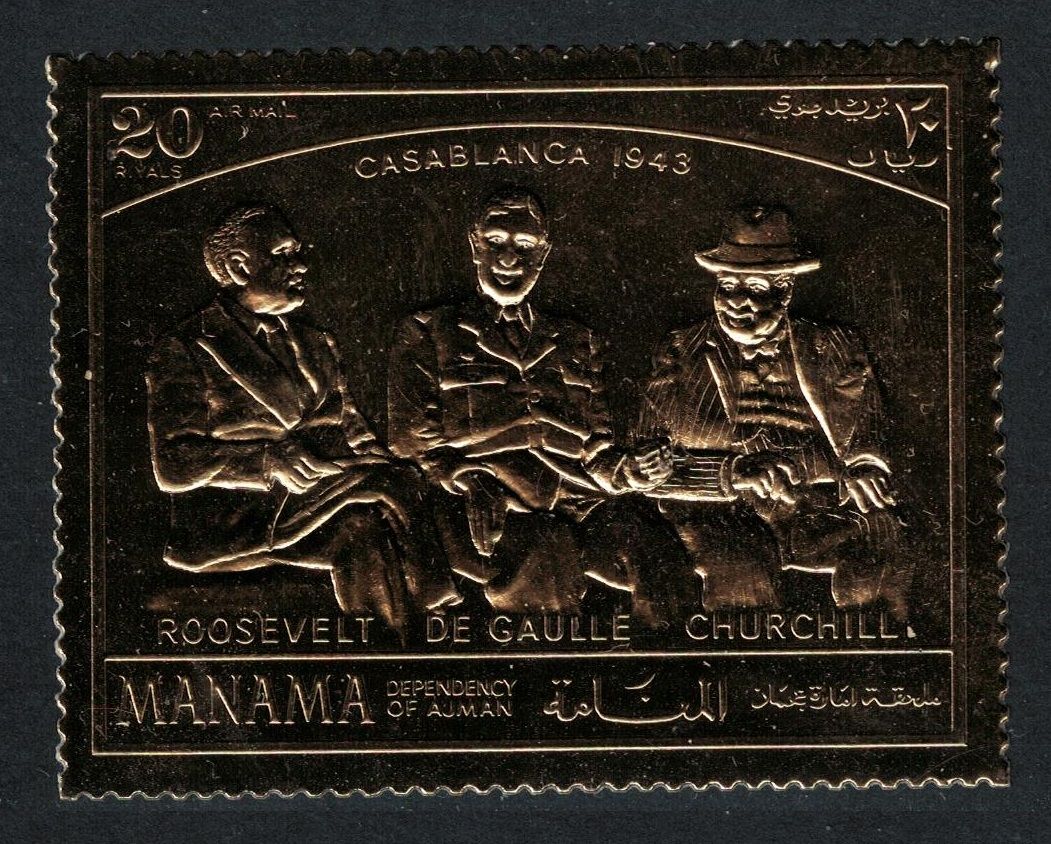 20 AIR MAIL
RIYALS
بريد جوي ٢٠
ريال
CASABLANCA 1943
ROOSEVELT DE GAULLE CHURCHILL
MANAMA DEPENDENCY OF AJMAN المنامة ملحقة امارة عجمان